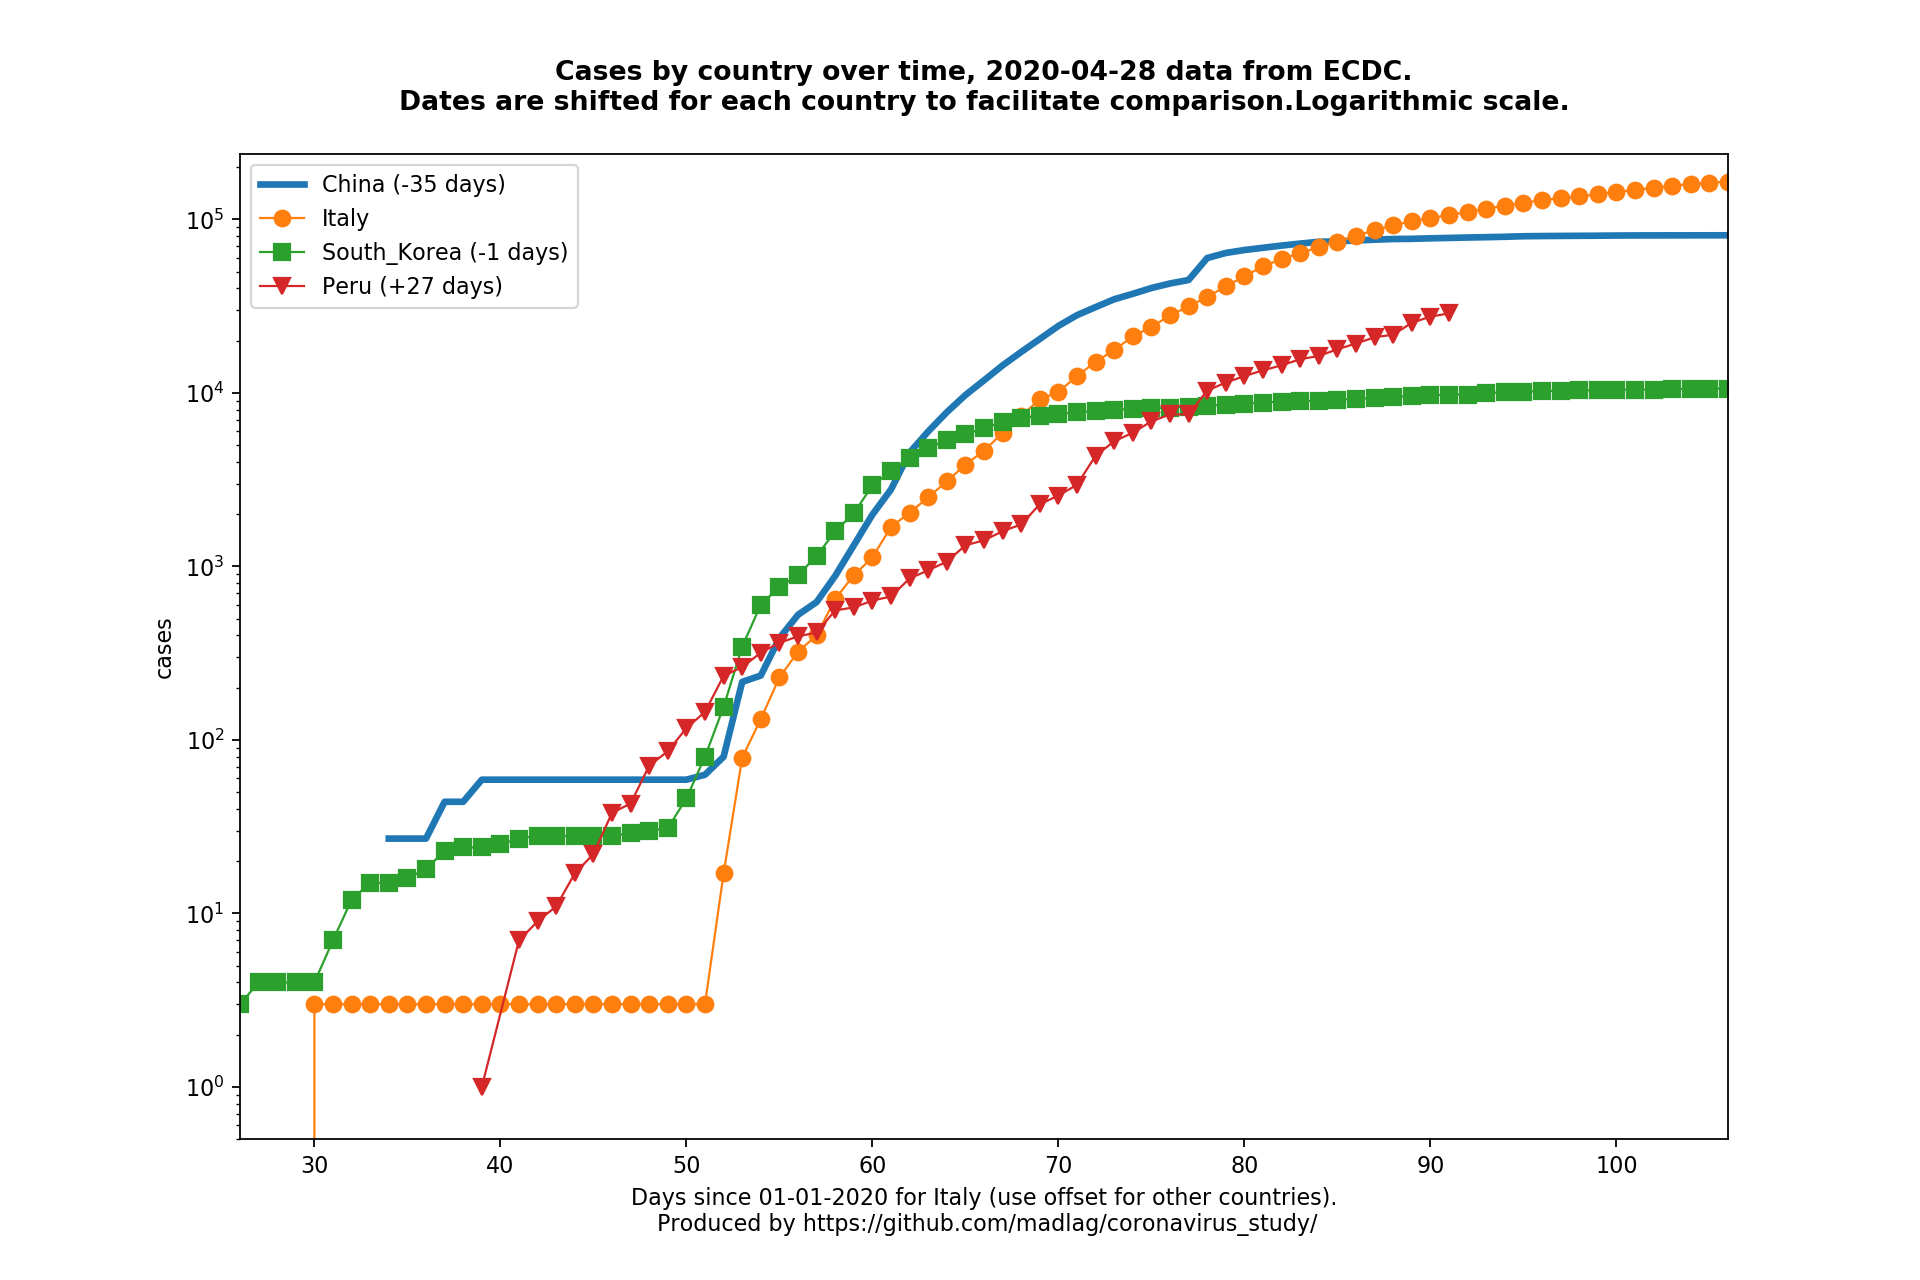 Cases by country over time, 2020-04-28 data from ECDC.
Dates are shifted for each country to facilitate comparison.Logarithmic scale.
China (-35 days)
Italy
South_Korea (-1 days)
Peru (+27 days)
10⁵
10⁴
10³
10²
10¹
10⁰
cases
30 40 50 60 70 80 90 100
Days since 01-01-2020 for Italy (use offset for other countries).
Produced by https://github.com/madlag/coronavirus_study/